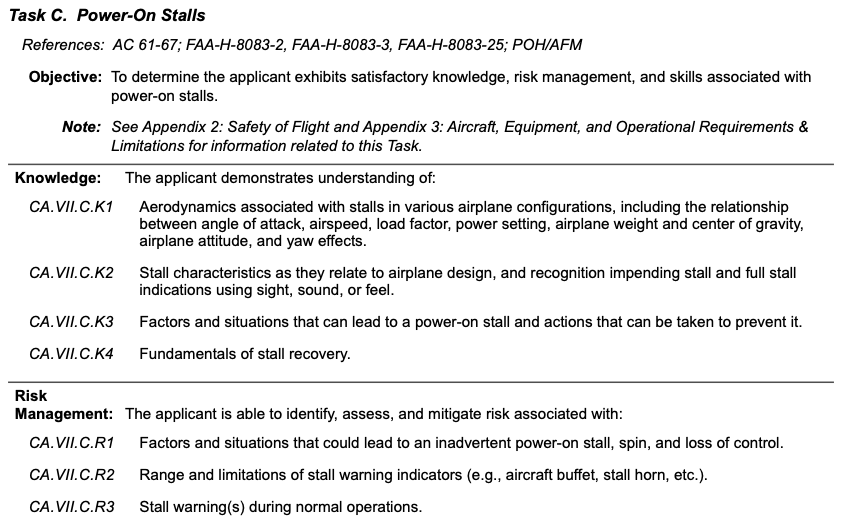 Task C. Power-On Stalls
References: AC 61-67; FAA-H-8083-2, FAA-H-8083-3, FAA-H-8083-25; POH/AFM
Objective: To determine the applicant exhibits satisfactory knowledge, risk management, and skills associated with
power-on stalls.
Note: See Appendix 2: Safety of Flight and Appendix 3: Aircraft, Equipment, and Operational Requirements &
Limitations for information related to this Task.
Knowledge: The applicant demonstrates understanding of:
CA.VII.C.K1 Aerodynamics associated with stalls in various airplane configurations, including the relationship
between angle of attack, airspeed, load factor, power setting, airplane weight and center of gravity,
airplane attitude, and yaw effects.
CA.VII.C.K2 Stall characteristics as they relate to airplane design, and recognition impending stall and full stall
indications using sight, sound, or feel.
CA.VII.C.K3 Factors and situations that can lead to a power-on stall and actions that can be taken to prevent it.
CA.VII.C.K4 Fundamentals of stall recovery.
Risk
Management: The applicant is able to identify, assess, and mitigate risk associated with:
CA.VII.C.R1 Factors and situations that could lead to an inadvertent power-on stall, spin, and loss of control.
CA.VII.C.R2 Range and limitations of stall warning indicators (e.g., aircraft buffet, stall horn, etc.).
CA.VII.C.R3 Stall warning(s) during normal operations.